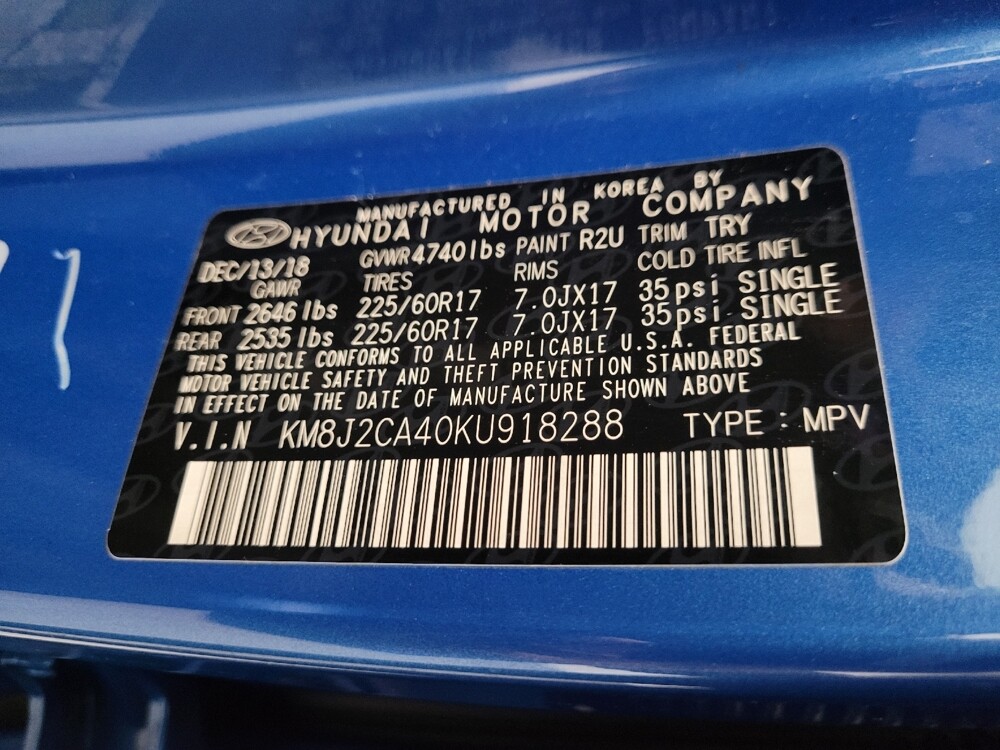 MANUFACTURED IN KOREA BY
HYUNDAI MOTOR COMPANY
DEC/13/18 GVWR 4740 lbs PAINT R2U TRIM TRY
GAWR TIRES RIMS COLD TIRE INFL
FRONT 2646 lbs 225/60R17 7.0JX17 35 psi SINGLE
REAR 2535 lbs 225/60R17 7.0JX17 35 psi SINGLE
THIS VEHICLE CONFORMS TO ALL APPLICABLE U.S.A. FEDERAL
MOTOR VEHICLE SAFETY AND THEFT PREVENTION STANDARDS
IN EFFECT ON THE DATE OF MANUFACTURE SHOWN ABOVE
V.I.N KM8J2CA40KU918288 TYPE : MPV